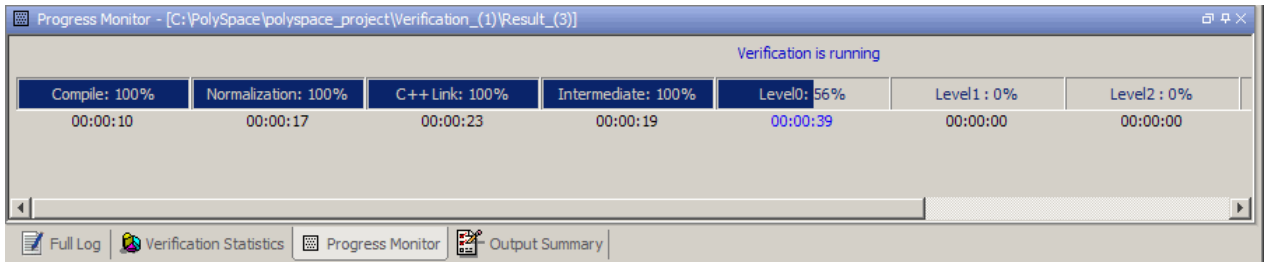 Progress Monitor - [C:\PolySpace\polyspace_project\Verification_(1)\Result_(3)]
Verification is running
Compile: 100% Normalization: 100% C++ Link: 100% Intermediate: 100% Level0: 56% Level1 : 0% Level2 : 0%
00:00:10 00:00:17 00:00:23 00:00:19 00:00:39 00:00:00 00:00:00
Full Log Verification Statistics Progress Monitor Output Summary